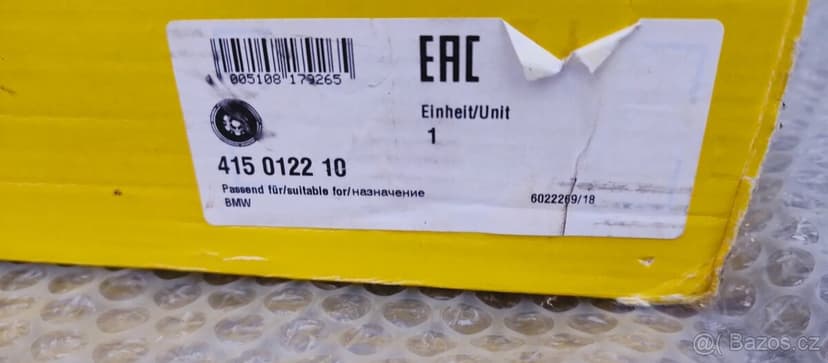 005108 179265
EAC
Einheit/Unit
1
415 0122 10
Passend für/suitable for/назначение
BMW
6022269/18
Bazos.cz